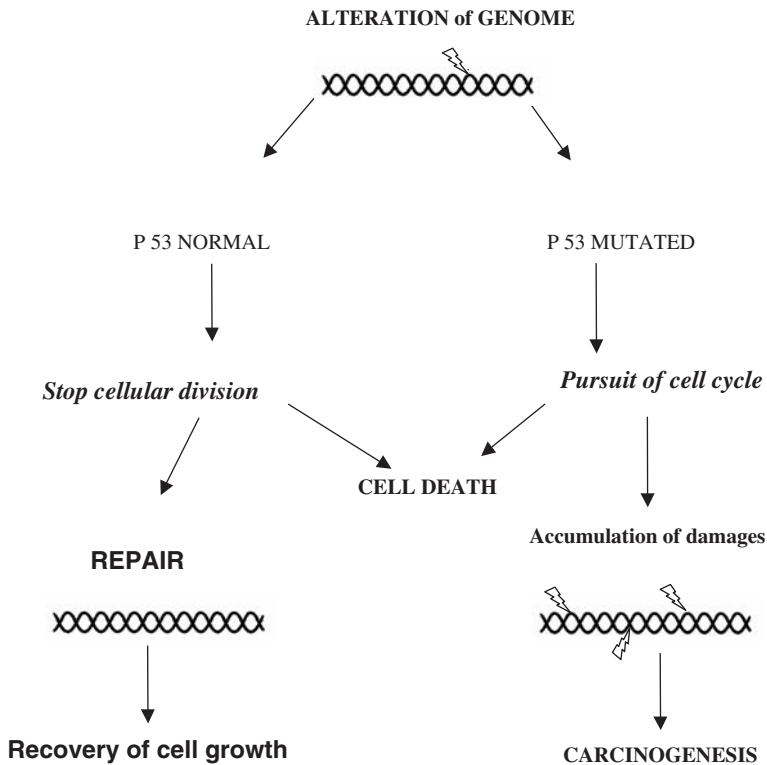 ALTERATION of GENOME
P 53 NORMAL
P 53 MUTATED
Stop cellular division
Pursuit of cell cycle
CELL DEATH
REPAIR
Accumulation of damages
Recovery of cell growth
CARCINOGENESIS